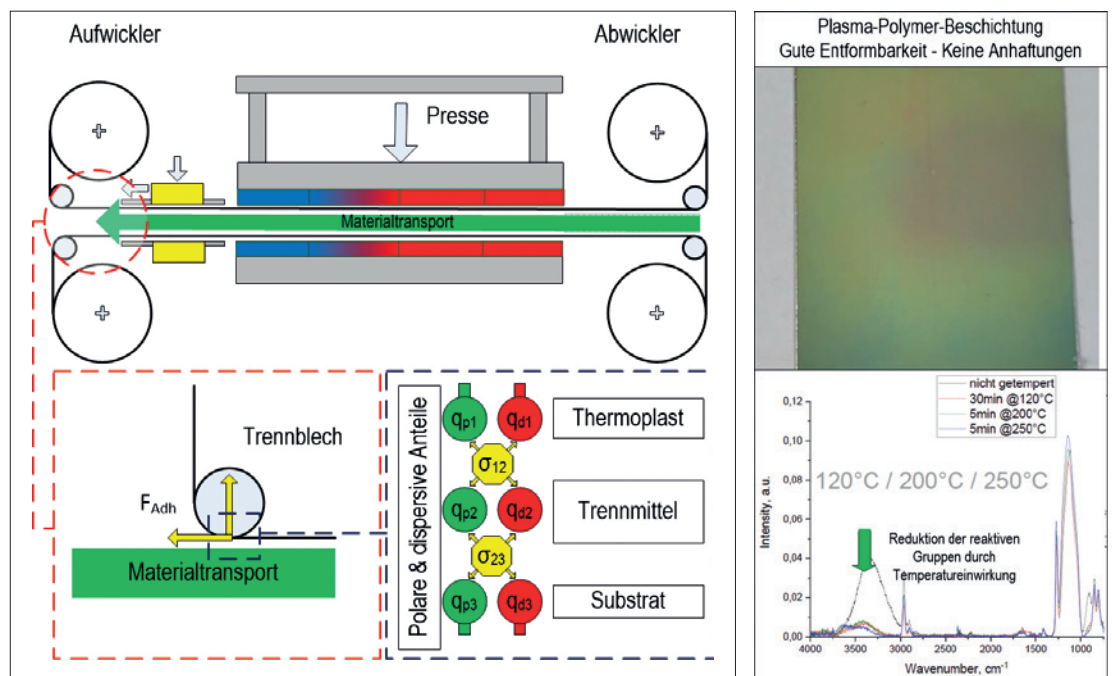 Aufwickler
Abwickler
Presse
Materialtransport
Trennblech
FAdh
Materialtransport
Polare & dispersive Anteile
qp1
qd1
Thermoplast
σ12
qp2
qd2
Trennmittel
σ23
qp3
qd3
Substrat
Plasma-Polymer-Beschichtung
Gute Entformbarkeit - Keine Anhaftungen
nicht getempert
30min @120°C
5min @200°C
5min @250°C
120°C / 200°C / 250°C
Reduktion der reaktiven
Gruppen durch
Temperatureinwirkung
Intensity, a.u.
0,12
0,10
0,08
0,06
0,04
0,02
0,00
4000 3500 3000 2500 2000 1500 1000
Wavenumber, cm-1